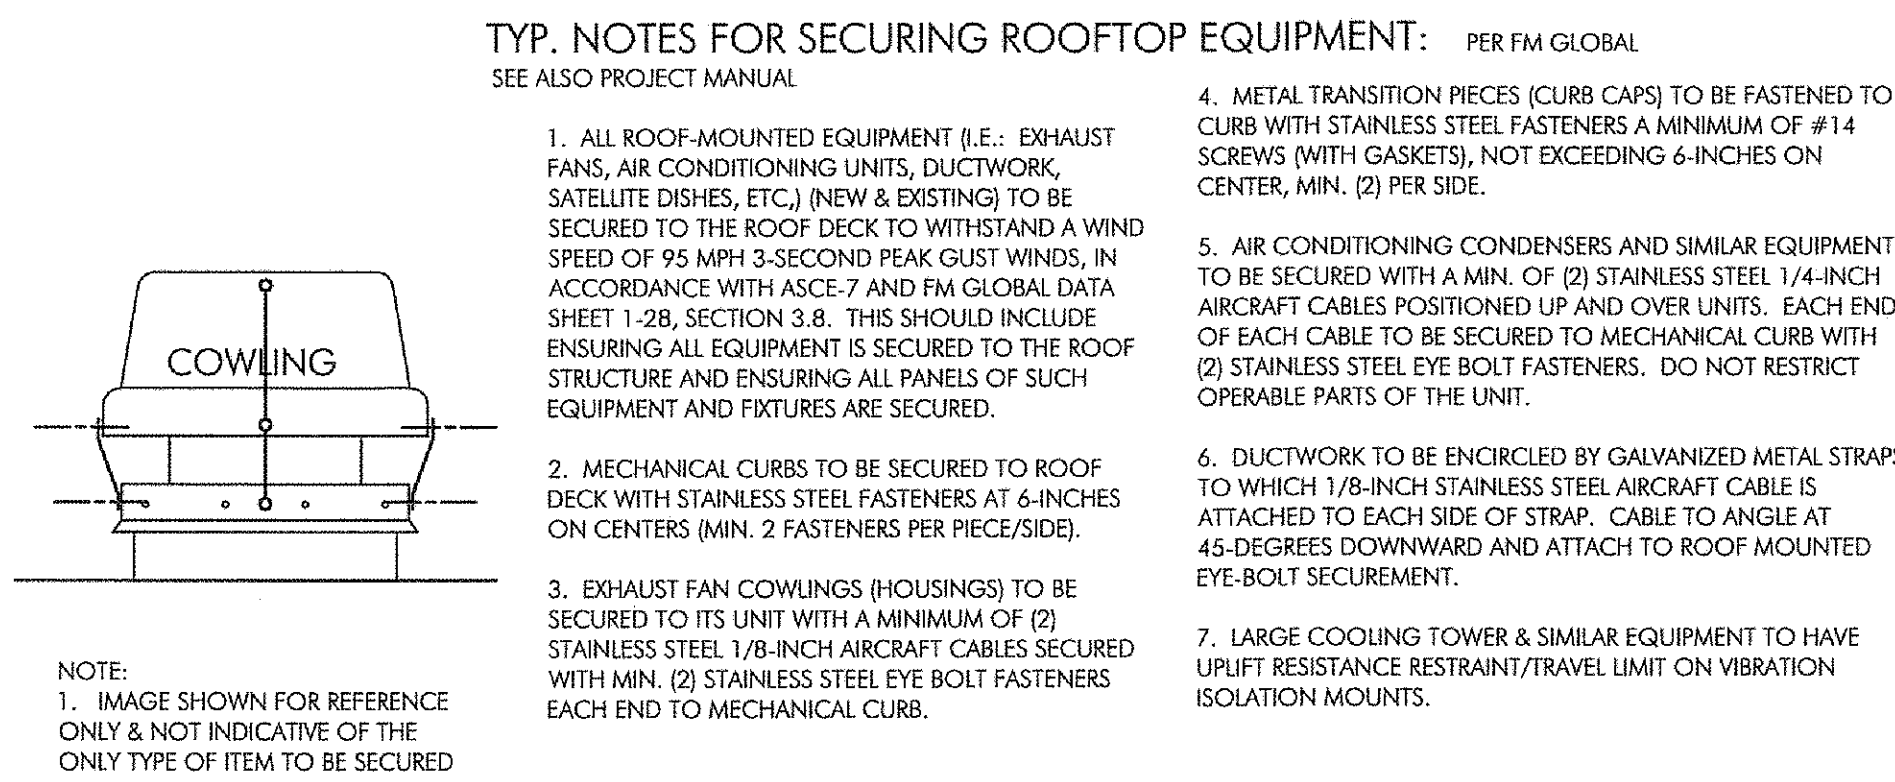 TYP. NOTES FOR SECURING ROOFTOP EQUIPMENT: PER FM GLOBAL
SEE ALSO PROJECT MANUAL
COWLING
NOTE:
1. IMAGE SHOWN FOR REFERENCE
ONLY & NOT INDICATIVE OF THE
ONLY TYPE OF ITEM TO BE SECURED
1. ALL ROOF-MOUNTED EQUIPMENT (I.E.: EXHAUST
FANS, AIR CONDITIONING UNITS, DUCTWORK,
SATELLITE DISHES, ETC,) (NEW & EXISTING) TO BE
SECURED TO THE ROOF DECK TO WITHSTAND A WIND
SPEED OF 95 MPH 3-SECOND PEAK GUST WINDS, IN
ACCORDANCE WITH ASCE-7 AND FM GLOBAL DATA
SHEET 1-28, SECTION 3.8. THIS SHOULD INCLUDE
ENSURING ALL EQUIPMENT IS SECURED TO THE ROOF
STRUCTURE AND ENSURING ALL PANELS OF SUCH
EQUIPMENT AND FIXTURES ARE SECURED.
2. MECHANICAL CURBS TO BE SECURED TO ROOF
DECK WITH STAINLESS STEEL FASTENERS AT 6-INCHES
ON CENTERS (MIN. 2 FASTENERS PER PIECE/SIDE).
3. EXHAUST FAN COWLINGS (HOUSINGS) TO BE
SECURED TO ITS UNIT WITH A MINIMUM OF (2)
STAINLESS STEEL 1/8-INCH AIRCRAFT CABLES SECURED
WITH MIN. (2) STAINLESS STEEL EYE BOLT FASTENERS
EACH END TO MECHANICAL CURB.
4. METAL TRANSITION PIECES (CURB CAPS) TO BE FASTENED TO
CURB WITH STAINLESS STEEL FASTENERS A MINIMUM OF #14
SCREWS (WITH GASKETS), NOT EXCEEDING 6-INCHES ON
CENTER, MIN. (2) PER SIDE.
5. AIR CONDITIONING CONDENSERS AND SIMILAR EQUIPMENT
TO BE SECURED WITH A MIN. OF (2) STAINLESS STEEL 1/4-INCH
AIRCRAFT CABLES POSITIONED UP AND OVER UNITS. EACH END
OF EACH CABLE TO BE SECURED TO MECHANICAL CURB WITH
(2) STAINLESS STEEL EYE BOLT FASTENERS. DO NOT RESTRICT
OPERABLE PARTS OF THE UNIT.
6. DUCTWORK TO BE ENCIRCLED BY GALVANIZED METAL STRAPS
TO WHICH 1/8-INCH STAINLESS STEEL AIRCRAFT CABLE IS
ATTACHED TO EACH SIDE OF STRAP. CABLE TO ANGLE AT
45-DEGREES DOWNWARD AND ATTACH TO ROOF MOUNTED
EYE-BOLT SECUREMENT.
7. LARGE COOLING TOWER & SIMILAR EQUIPMENT TO HAVE
UPLIFT RESISTANCE RESTRAINT/TRAVEL LIMIT ON VIBRATION
ISOLATION MOUNTS.